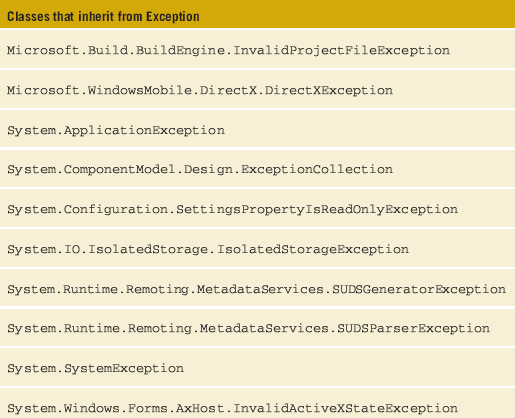 Classes that inherit from Exception
Microsoft.Build.BuildEngine.InvalidProjectFileException
Microsoft.WindowsMobile.DirectX.DirectXException
System.ApplicationException
System.ComponentModel.Design.ExceptionCollection
System.Configuration.SettingsPropertyIsReadOnlyException
System.IO.IsolatedStorage.IsolatedStorageException
System.Runtime.Remoting.MetadataServices.SUDSGeneratorException
System.Runtime.Remoting.MetadataServices.SUDSParserException
System.SystemException
System.Windows.Forms.AxHost.InvalidActiveXStateException